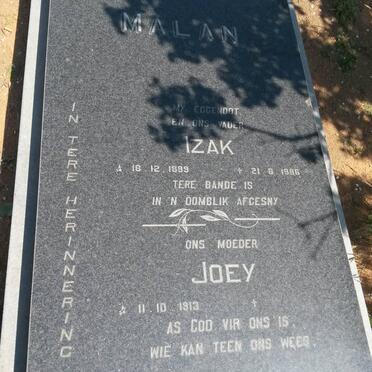 MALAN
IN TERE HERINNERING
MY EGGENOOT
EN ONS VADER
IZAK
16.12.1899
21.6.1986
TERE BANDE IS
IN 'N OOMBLIK AFGESNY
ONS MOEDER
JOEY
11.10.1913
AS GOD VIR ONS IS,
WIE KAN TEEN ONS WEES.